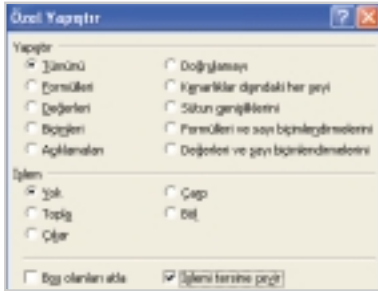 Özel Yapıştır
Yapıştır
Tümünü
Doğrulamayı
Formülleri
Kenarlıklar dışındaki her şeyi
Değerleri
Sütun genişliklerini
Biçimleri
Formülleri ve sayı biçimlendirmelerini
Açıklamaları
Değerleri ve sayı biçimlendirmelerini
İşlem
Yok
Çarp
Topla
Böl
Çıkar
Boş olanları atla
İşlemi tersine çevir